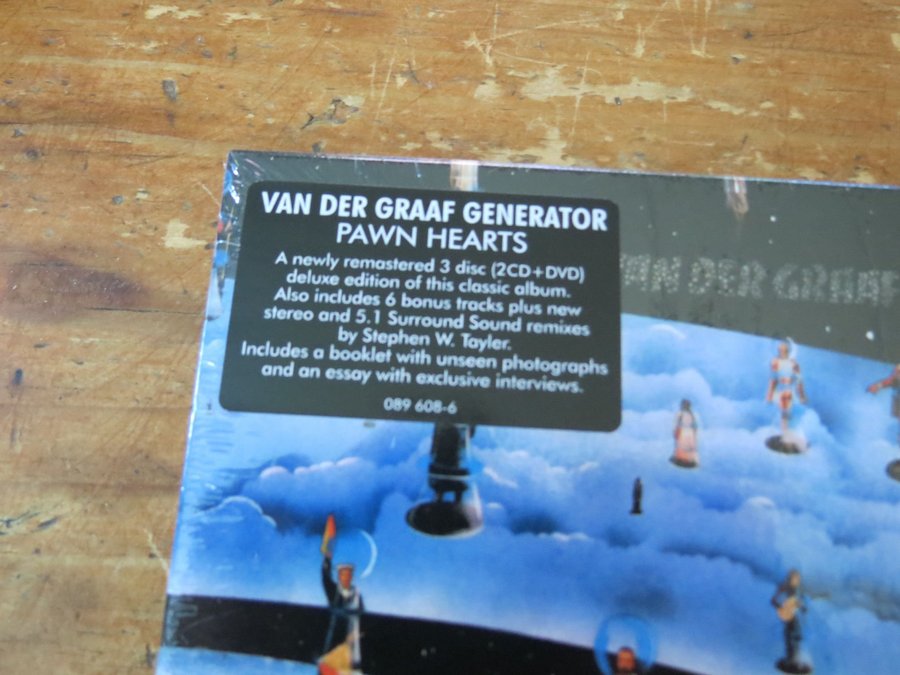 VAN DER GRAAF GENERATOR
PAWN HEARTS
A newly remastered 3 disc (2CD+DVD)
deluxe edition of this classic album.
Also includes 6 bonus tracks plus new
stereo and 5.1 Surround Sound remixes
by Stephen W. Tayler.
Includes a booklet with unseen photographs
and an essay with exclusive interviews.
089 608-6
DER GRAAF